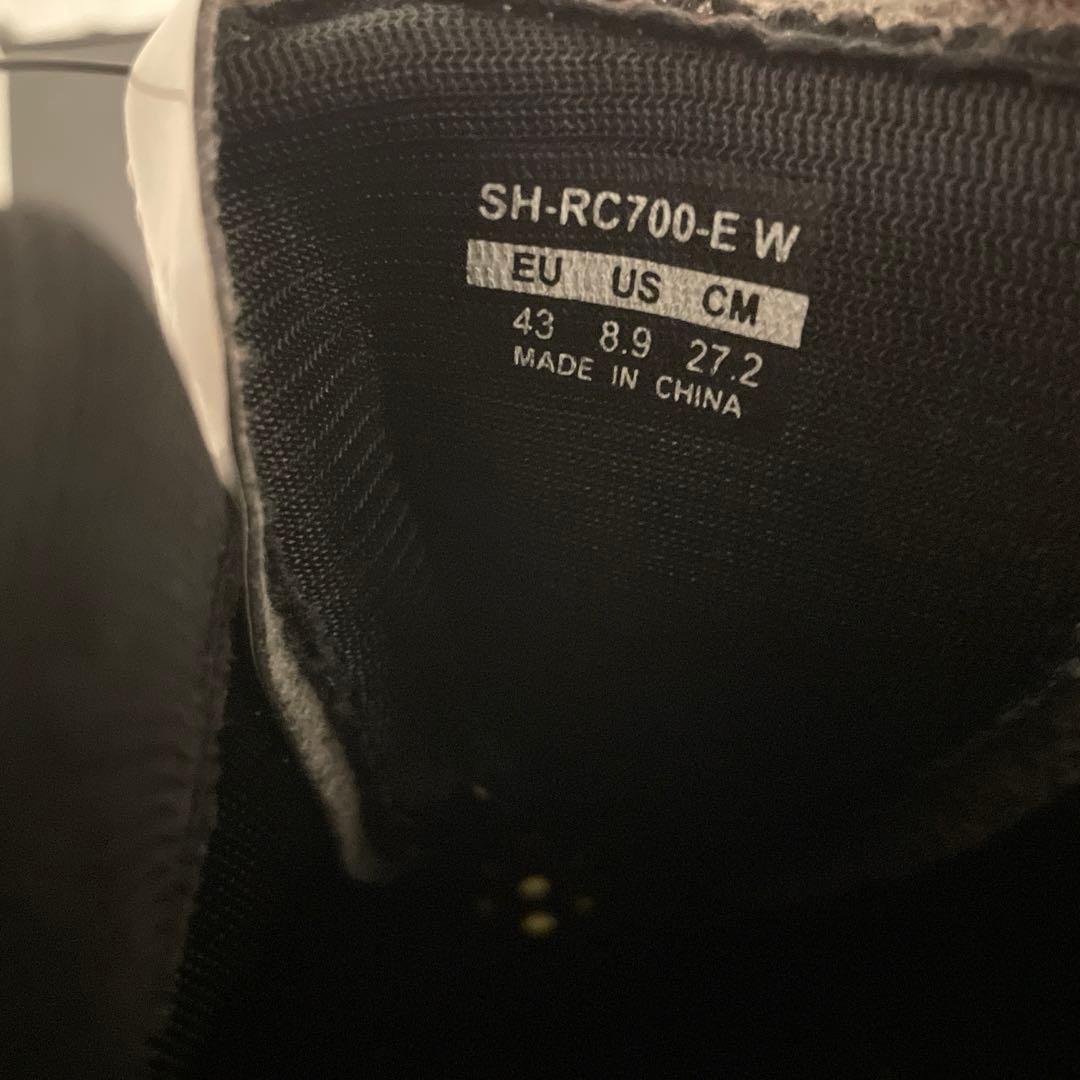 SH-RC700-E W
EU US CM
43 8.9 27.2
MADE IN CHINA